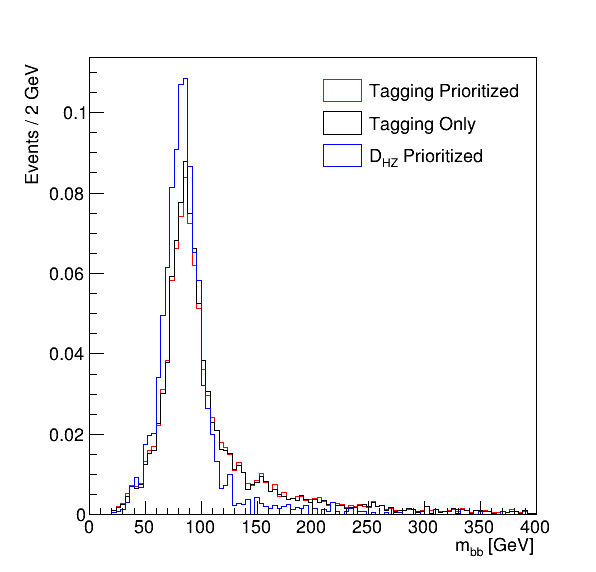 Events / 2 GeV
0.1
0.08
0.06
0.04
0.02
0
Tagging Prioritized
Tagging Only
D_HZ Prioritized
0 50 100 150 200 250 300 350 400
m_bb [GeV]